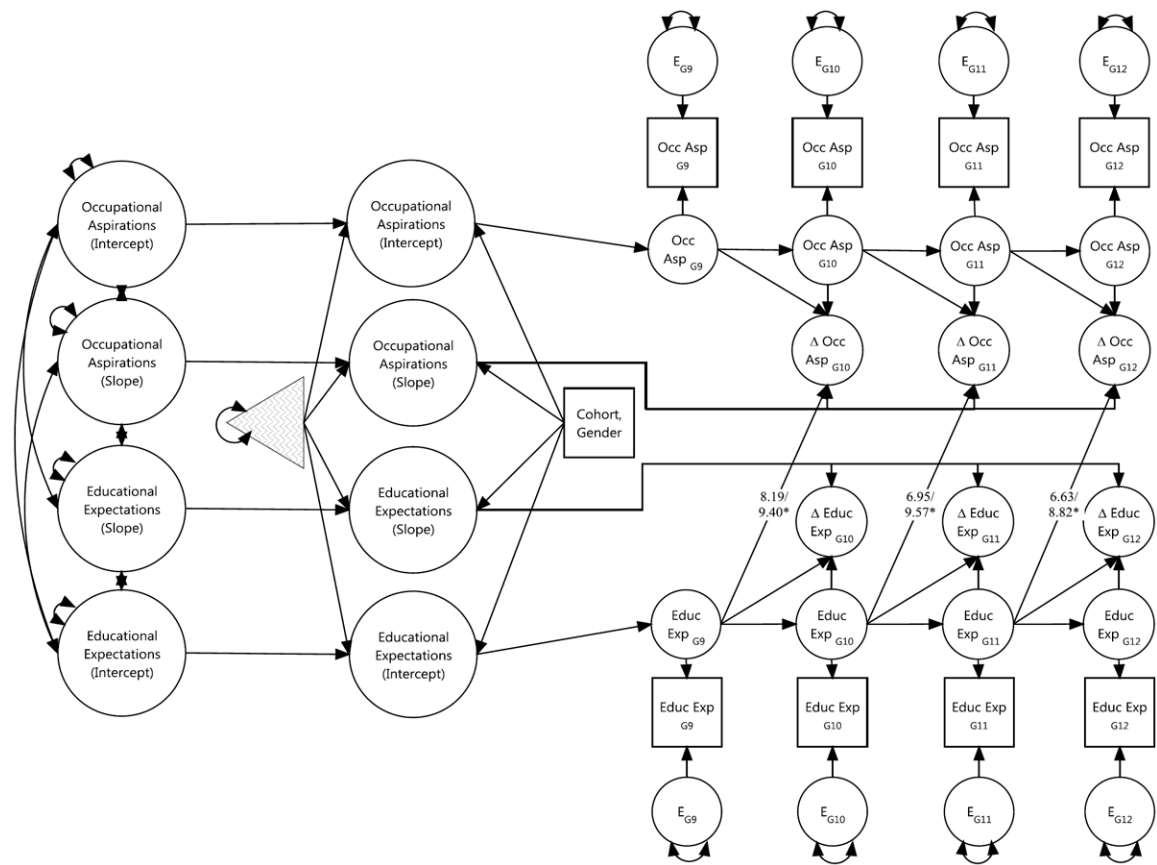 E G9
E G10
E G11
E G12
Occ Asp
G9
Occ Asp
G10
Occ Asp
G11
Occ Asp
G12
Occupational
Aspirations
(Intercept)
Occupational
Aspirations
(Intercept)
Occ
Asp G9
Occ Asp
G10
Occ Asp
G11
Occ Asp
G12
Occupational
Aspirations
(Slope)
Occupational
Aspirations
(Slope)
Δ Occ
Asp G10
Δ Occ
Asp G11
Δ Occ
Asp G12
Cohort,
Gender
Educational
Expectations
(Slope)
Educational
Expectations
(Slope)
8.19/
9.40*
Δ Educ
Exp G10
6.95/
9.57*
Δ Educ
Exp G11
6.63/
8.82*
Δ Educ
Exp G12
Educational
Expectations
(Intercept)
Educational
Expectations
(Intercept)
Educ
Exp G9
Educ
Exp G10
Educ
Exp G11
Educ
Exp G12
Educ Exp
G9
Educ Exp
G10
Educ Exp
G11
Educ Exp
G12
E G9
E G10
E G11
E G12